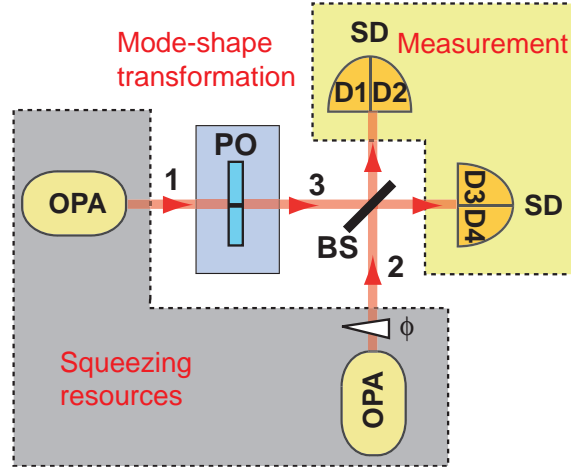 SD
Mode-shape
transformation
Measurement
D1 D2
PO
1
3
OPA
D3
D4
SD
BS
2
ϕ
Squeezing
resources
OPA